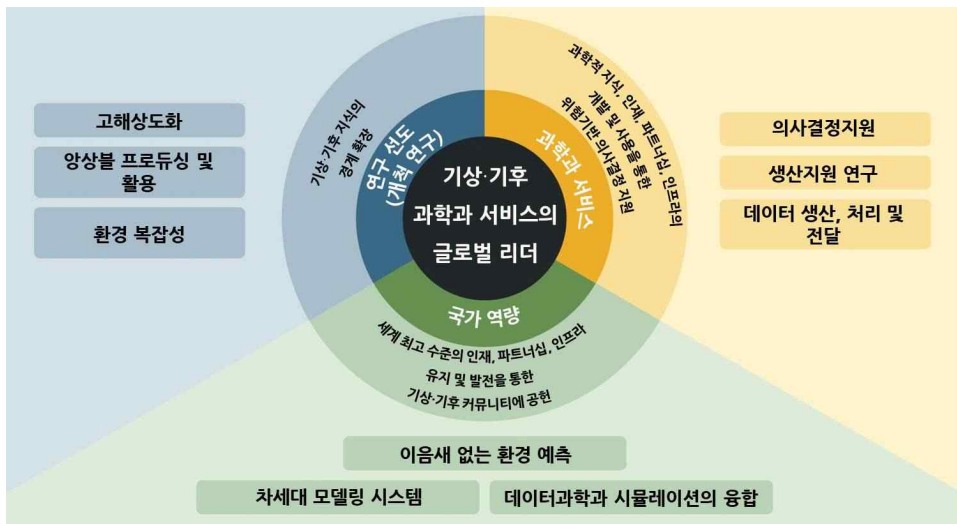 기상·기후
과학과 서비스의
글로벌 리더
연구 선도
(개척 연구)
기상·기후 지식의
경계 확장
고해상도화
앙상블 프로듀싱 및
활용
환경 복잡성
과학과 서비스
과학적 지식, 인재, 파트너십, 인프라의
개발 및 사용을 통한
위험기반 의사결정 지원
의사결정지원
생산지원 연구
데이터 생산, 처리 및
전달
국가 역량
세계 최고 수준의 인재, 파트너십, 인프라
유지 및 발전을 통한
기상·기후 커뮤니티에 공헌
이음새 없는 환경 예측
차세대 모델링 시스템
데이터과학과 시뮬레이션의 융합